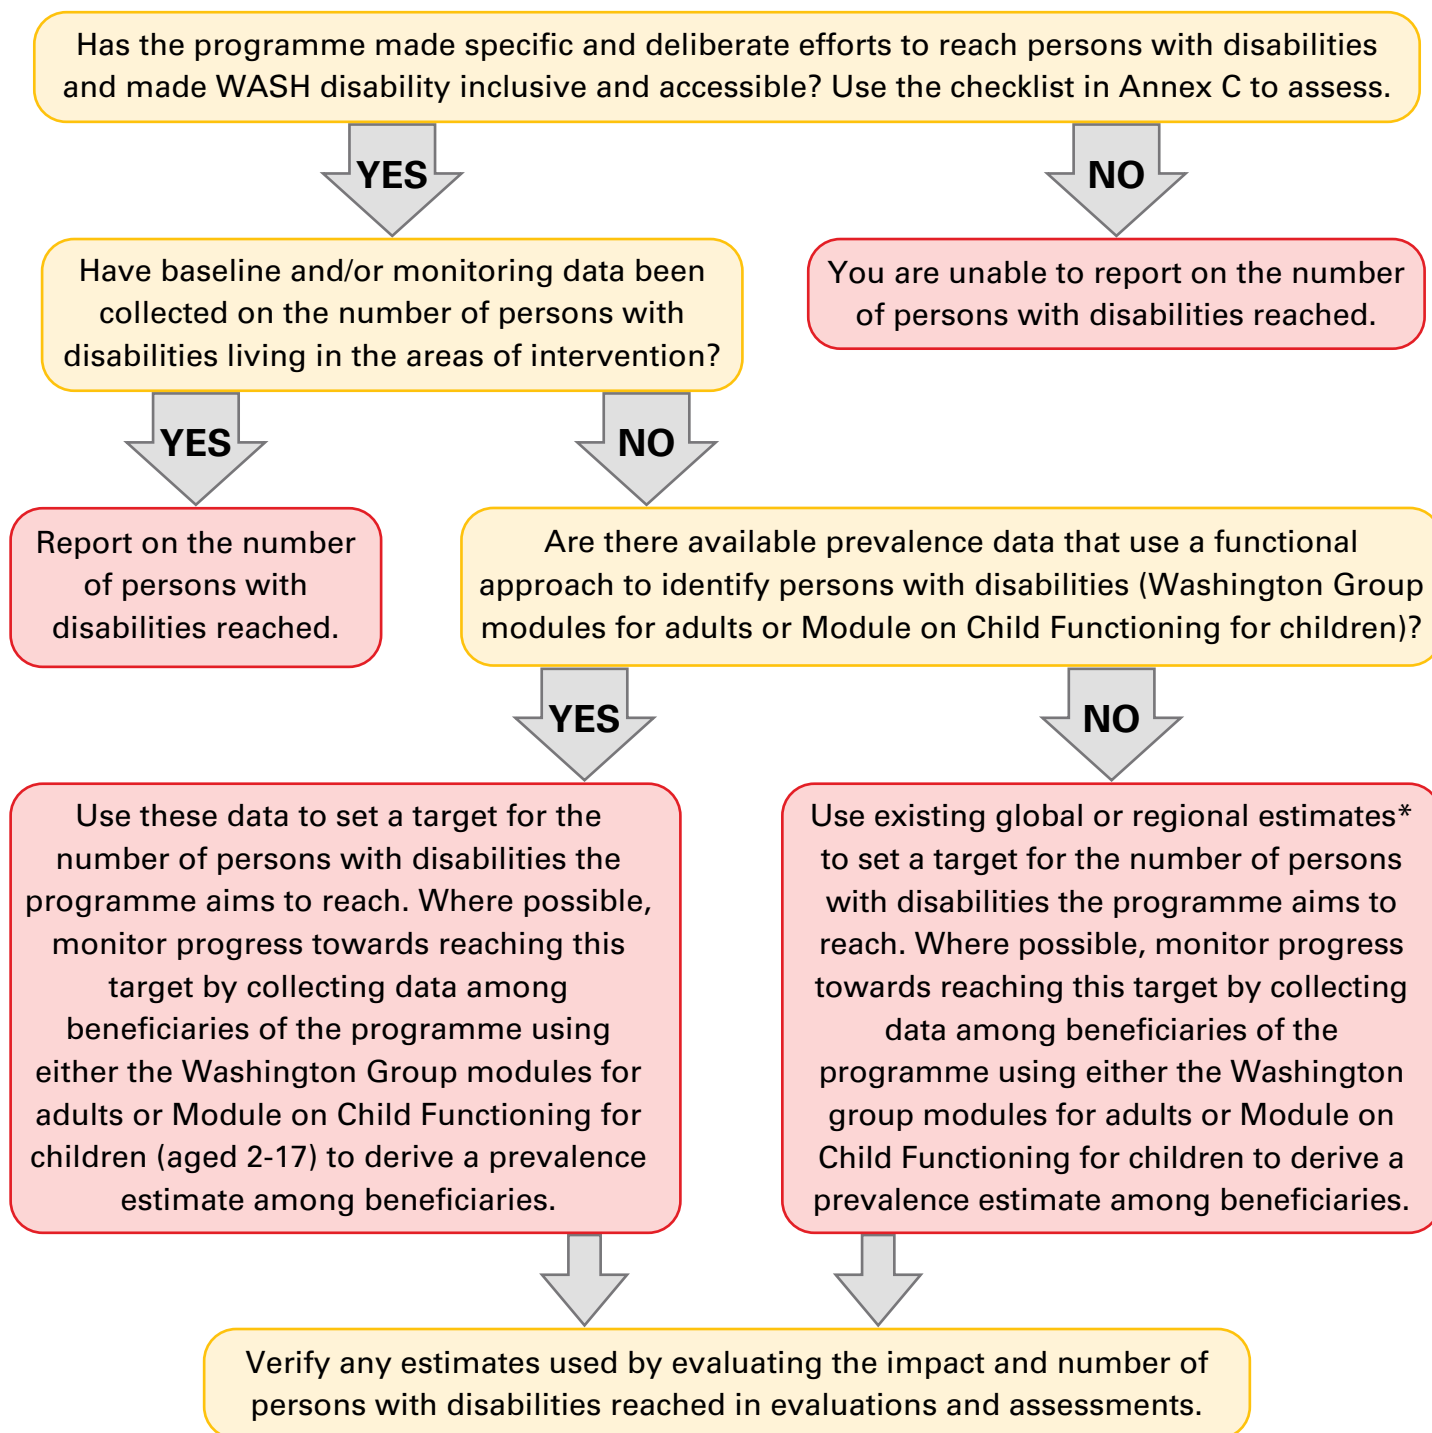 Has the programme made specific and deliberate efforts to reach persons with disabilities
and made WASH disability inclusive and accessible? Use the checklist in Annex C to assess.
YES
NO
Have baseline and/or monitoring data been
collected on the number of persons with
disabilities living in the areas of intervention?
You are unable to report on the number
of persons with disabilities reached.
YES
NO
Report on the number
of persons with
disabilities reached.
Are there available prevalence data that use a functional
approach to identify persons with disabilities (Washington Group
modules for adults or Module on Child Functioning for children)?
YES
NO
Use these data to set a target for the
number of persons with disabilities the
programme aims to reach. Where possible,
monitor progress towards reaching this
target by collecting data among
beneficiaries of the programme using
either the Washington Group modules for
adults or Module on Child Functioning for
children (aged 2-17) to derive a prevalence
estimate among beneficiaries.
Use existing global or regional estimates*
to set a target for the number of persons
with disabilities the programme aims to
reach. Where possible, monitor progress
towards reaching this target by collecting
data among beneficiaries of the
programme using either the Washington
group modules for adults or Module on
Child Functioning for children to derive a
prevalence estimate among beneficiaries.
Verify any estimates used by evaluating the impact and number of
persons with disabilities reached in evaluations and assessments.